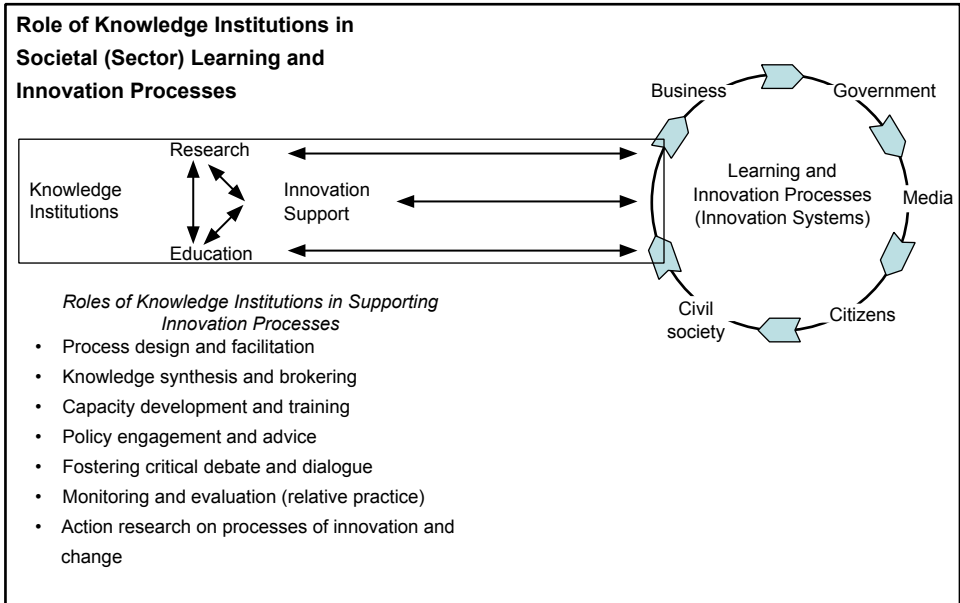 Role of Knowledge Institutions in
Societal (Sector) Learning and
Innovation Processes
Business
Government
Research
Knowledge
Institutions
Innovation
Support
Learning and
Innovation Processes
(Innovation Systems)
Media
Education
Civil
society
Citizens
Roles of Knowledge Institutions in Supporting
Innovation Processes
• Process design and facilitation
• Knowledge synthesis and brokering
• Capacity development and training
• Policy engagement and advice
• Fostering critical debate and dialogue
• Monitoring and evaluation (relative practice)
• Action research on processes of innovation and
change